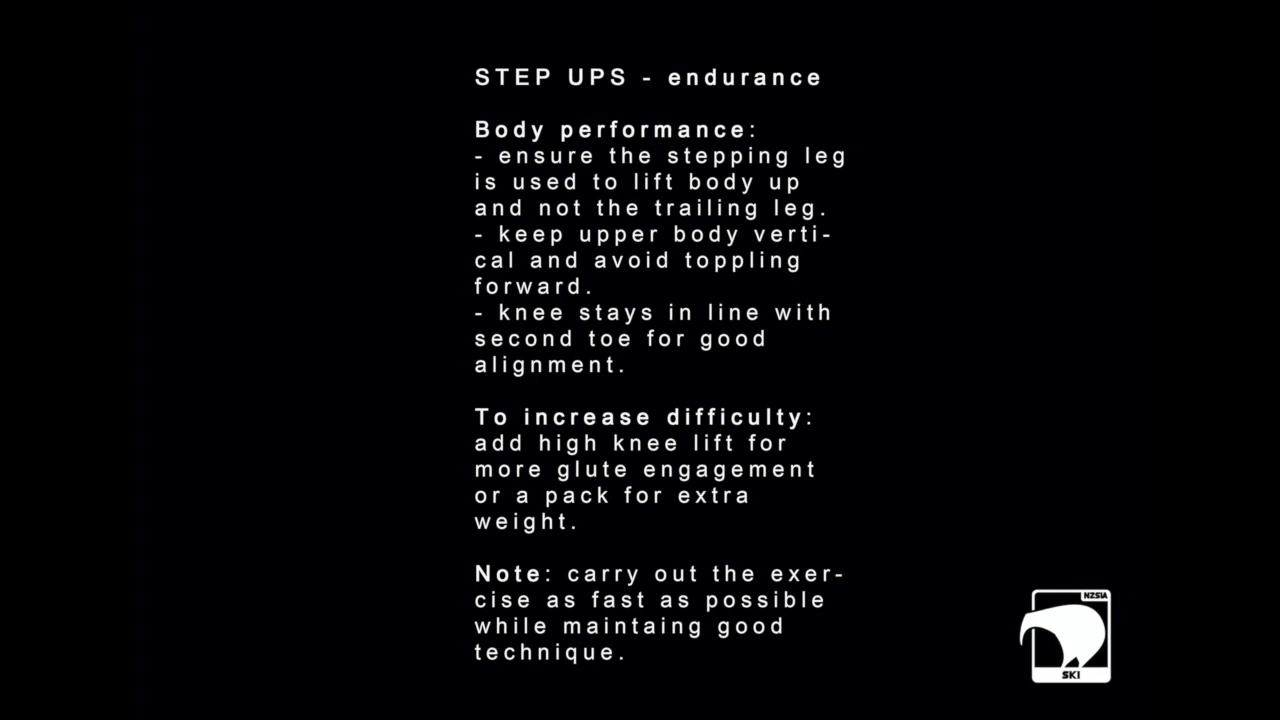 STEP UPS - endurance
Body performance:
- ensure the stepping leg
is used to lift body up
and not the trailing leg.
- keep upper body verti-
cal and avoid toppling
forward.
- knee stays in line with
second toe for good
alignment.
To increase difficulty:
add high knee lift for
more glute engagement
or a pack for extra
weight.
Note: carry out the exer-
cise as fast as possible
while maintaing good
technique.
NZSIA
SKI